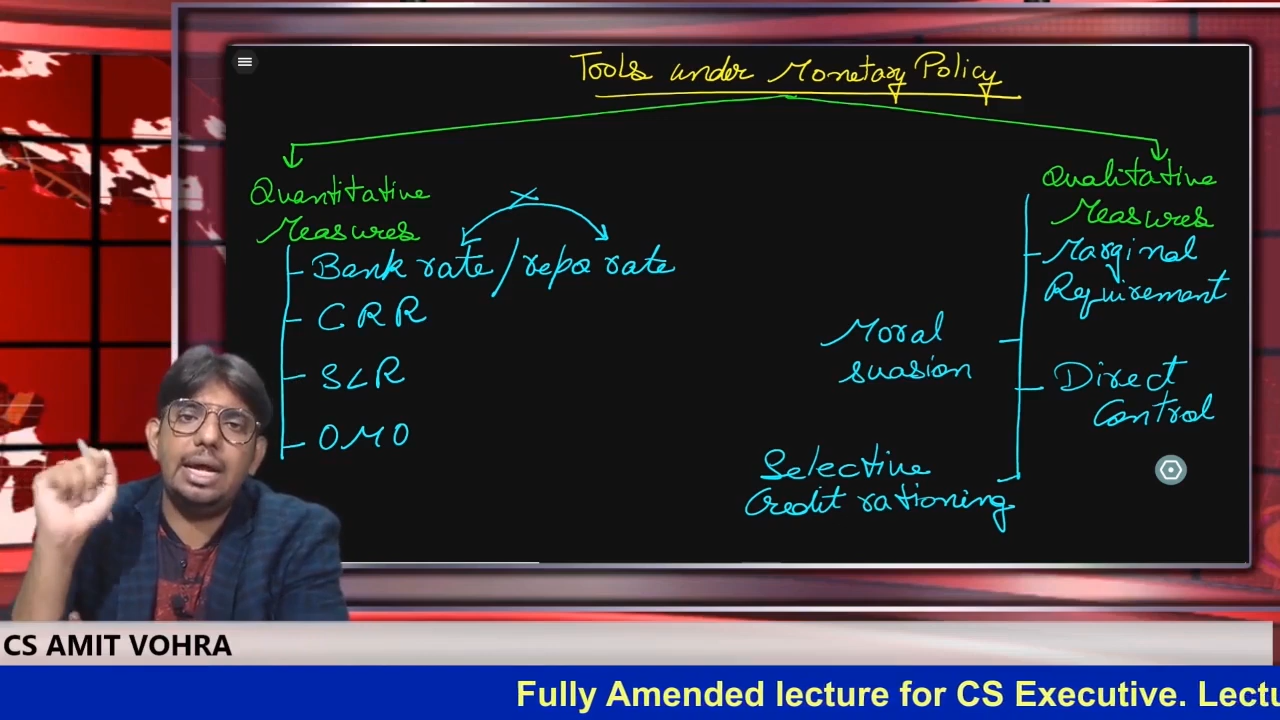 Tools under Monetary Policy
Quantitative
Measures
Bank rate/repo rate
CRR
SLR
OMO
Qualitative
Measures
Marginal
Requirement
Moral
suasion
Direct
Control
Selective
Credit rationing
CS AMIT VOHRA
Fully Amended lecture for CS Executive. Lectu